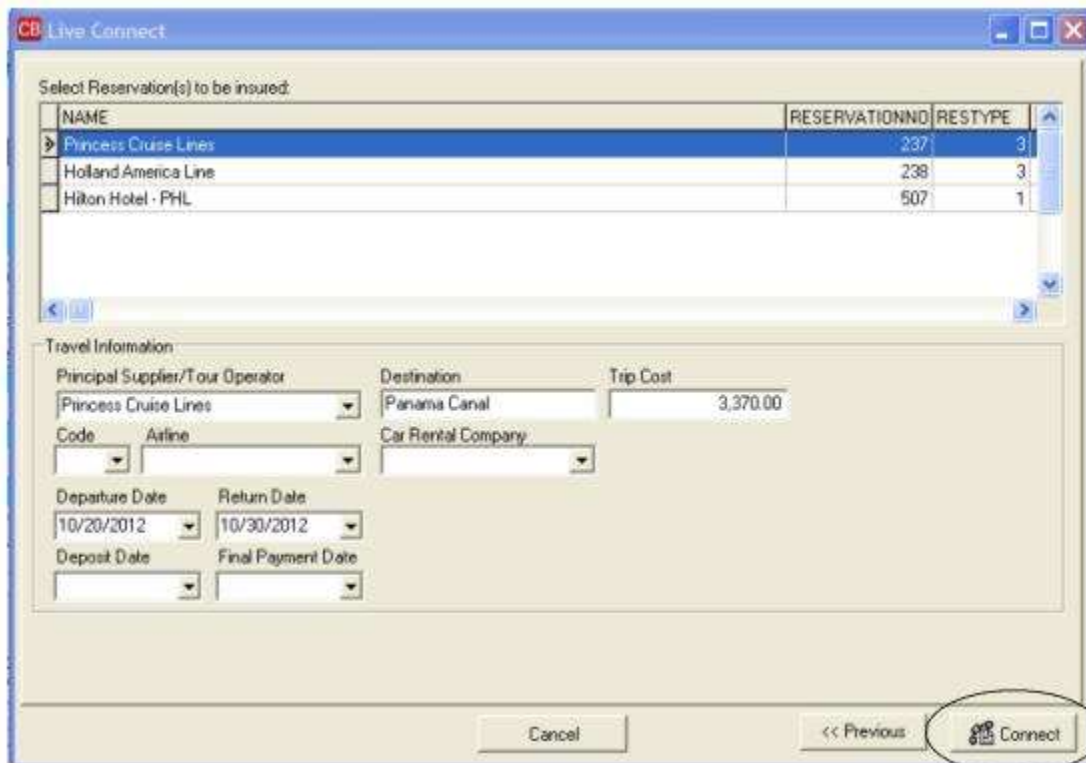 CB Live Connect
Select Reservation(s) to be insured:
NAME RESERVATIONNO RESTYPE
Princess Cruise Lines 237 3
Holland America Line 238 3
Hilton Hotel - PHL 507 1
Travel Information
Principal Supplier/Tour Operator Destination Trip Cost
Princess Cruise Lines Panama Canal 3,370.00
Code Airline Car Rental Company
Departure Date Return Date
10/20/2012 10/30/2012
Deposit Date Final Payment Date
Cancel << Previous Connect